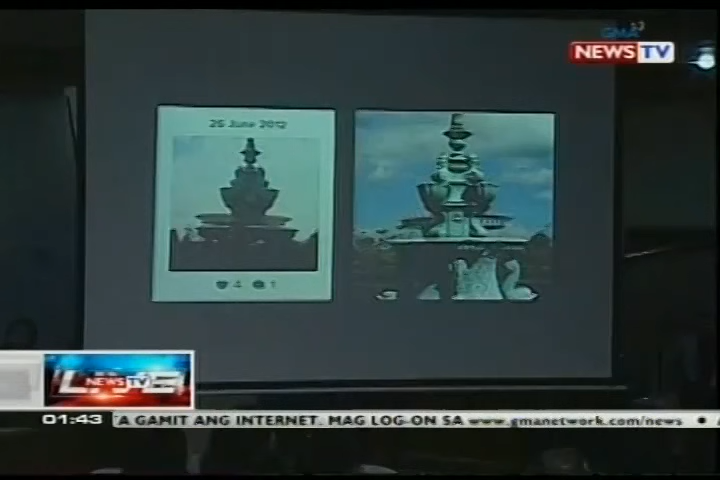 GMA
NEWS TV
26 June 2012
4 1
NEWS TV
01:43
'A GAMIT ANG INTERNET. MAG LOG-ON SA www.gmanetwork.com/news •